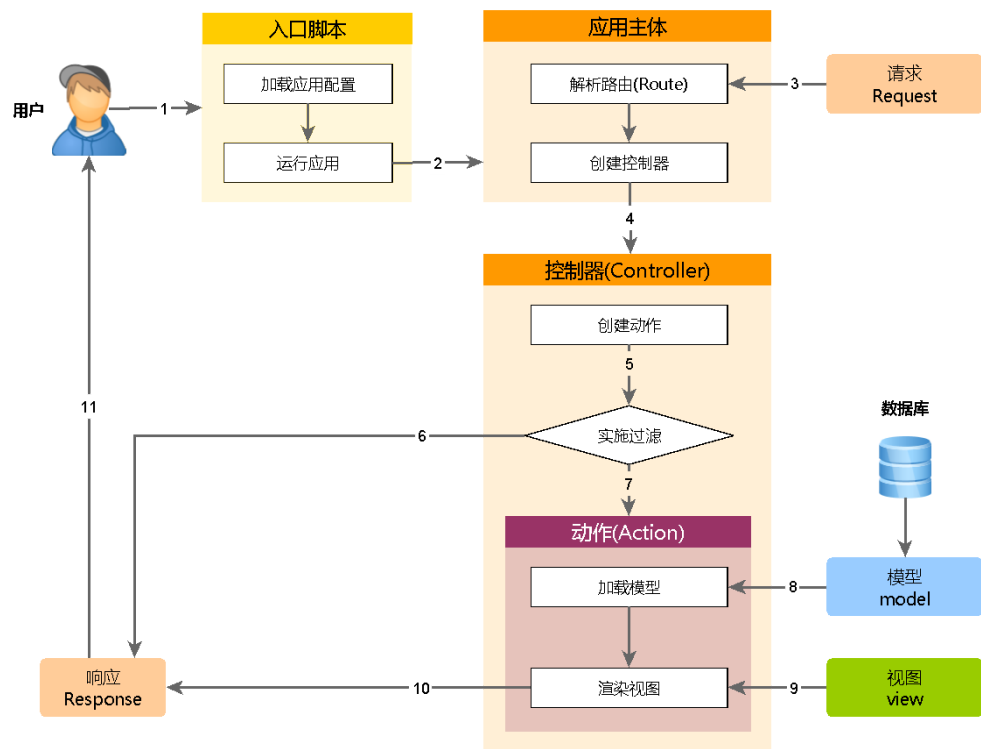 入口脚本
应用主体
加载应用配置
解析路由(Route)
3
请求
Request
用户
1
运行应用
2
创建控制器
4
控制器(Controller)
创建动作
5
11
6
实施过滤
数据库
7
动作(Action)
加载模型
8
模型
model
响应
Response
10
渲染视图
9
视图
view